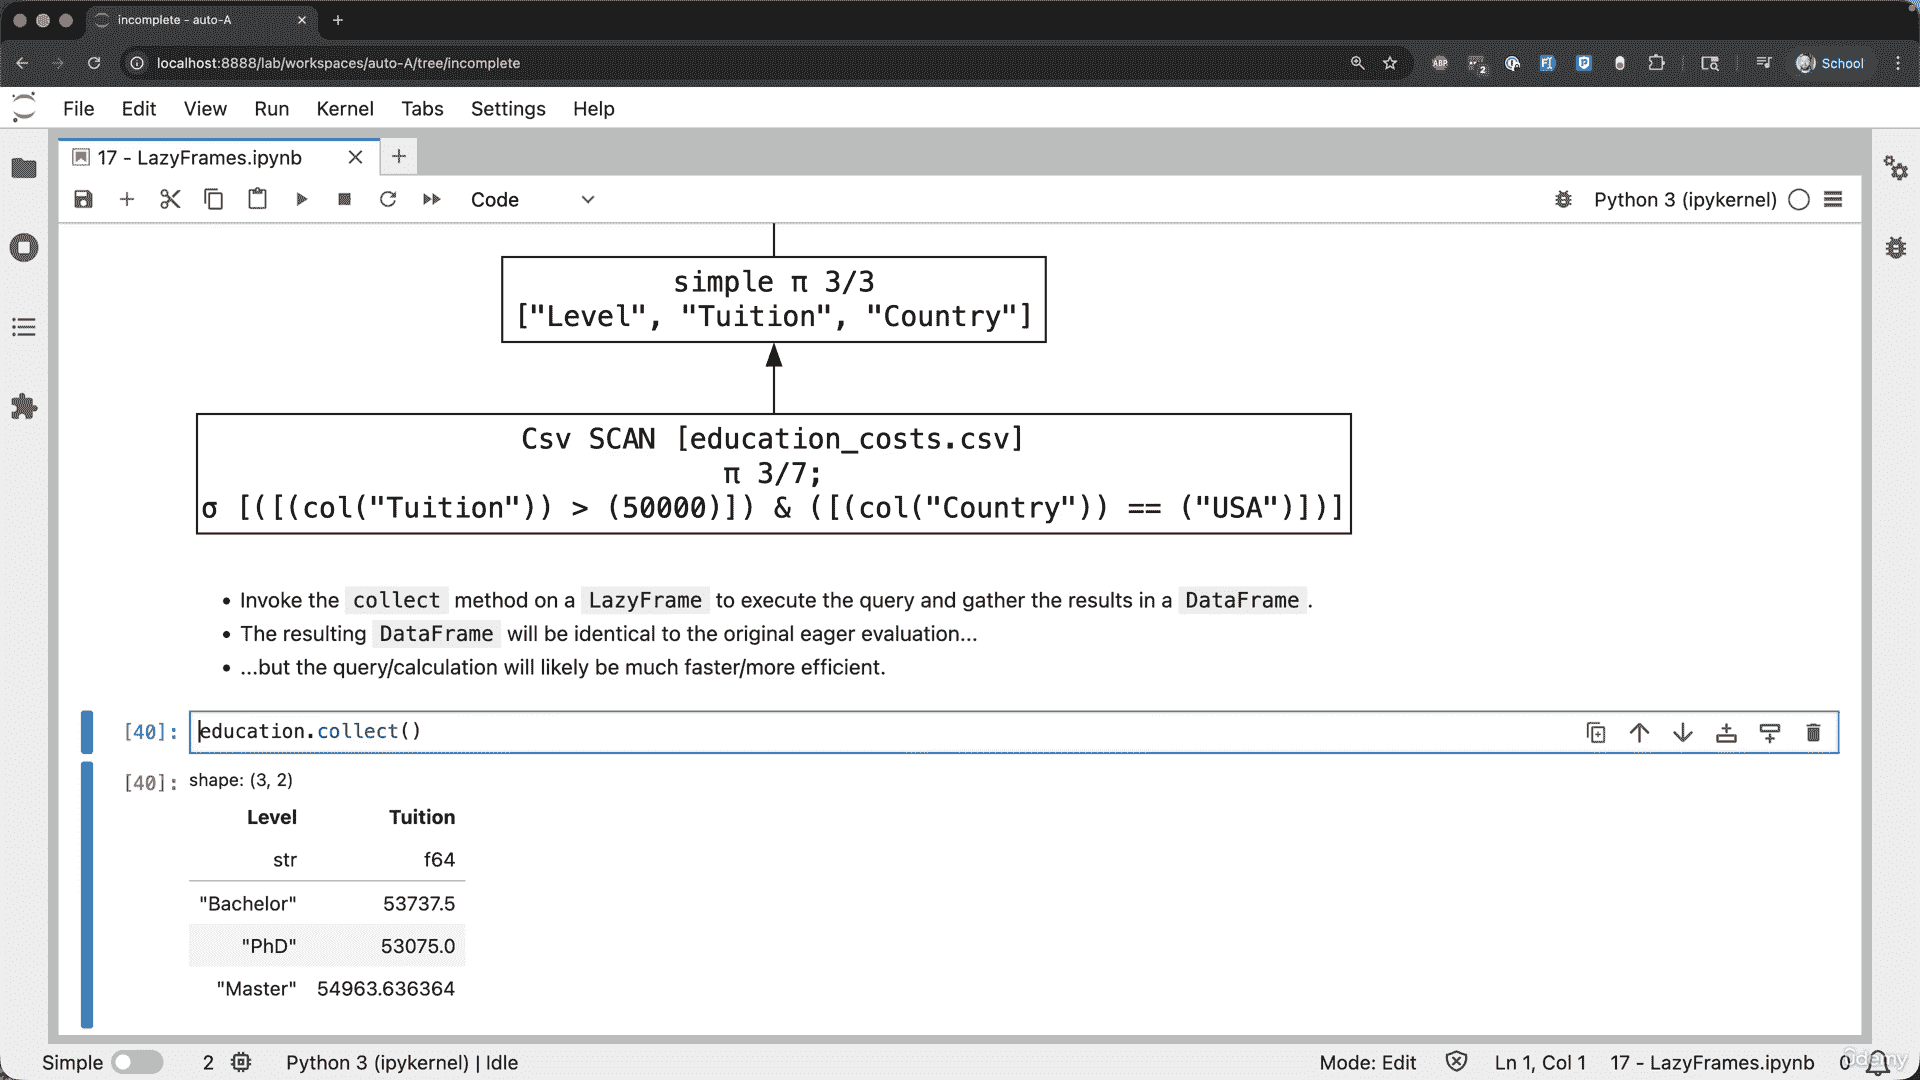 incomplete - auto-A
localhost:8888/lab/workspaces/auto-A/tree/incomplete
ABP
2
School
File Edit View Run Kernel Tabs Settings Help
17 - LazyFrames.ipynb
Code
Python 3 (ipykernel)
simple π 3/3
["Level", "Tuition", "Country"]
Csv SCAN [education_costs.csv]
π 3/7;
σ [([(col("Tuition")) > (50000)]) & ([(col("Country")) == ("USA")])]
• Invoke the collect method on a LazyFrame to execute the query and gather the results in a DataFrame.
• The resulting DataFrame will be identical to the original eager evaluation...
• ...but the query/calculation will likely be much faster/more efficient.
[40]: education.collect()
[40]: shape: (3, 2)
Level Tuition
str f64
"Bachelor" 53737.5
"PhD" 53075.0
"Master" 54963.636364
Simple 2 Python 3 (ipykernel) | Idle Mode: Edit Ln 1, Col 1 17 - LazyFrames.ipynb 0
Udemy